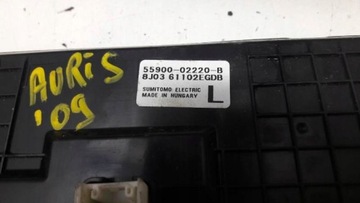 AURIS
'09
55900-02220-B
8J03 61102EGDB
SUMITOMO ELECTRIC
MADE IN HUNGARY
L